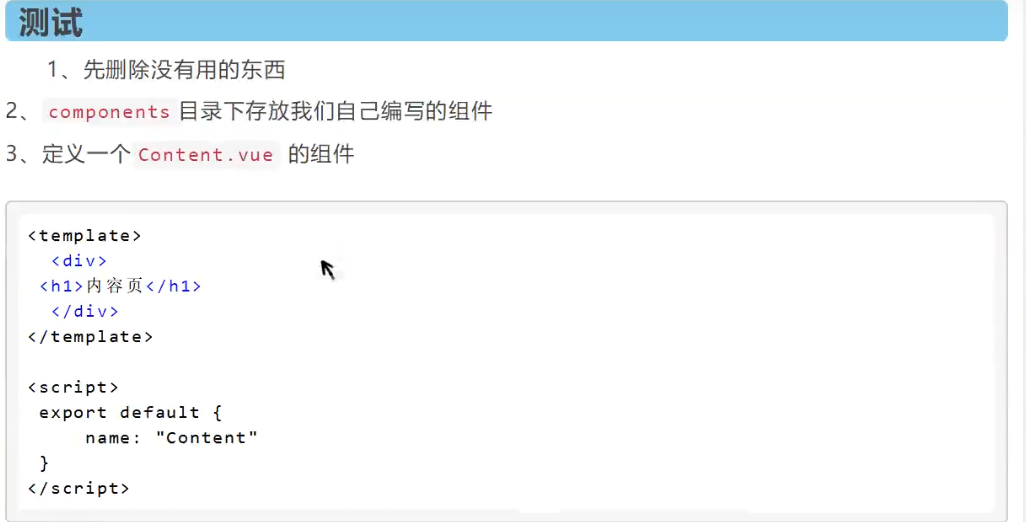 测试
1、先删除没有用的东西
2、components 目录下存放我们自己编写的组件
3、定义一个 Content.vue 的组件
<template>
  <div>
 <h1>内容页</h1>
  </div>
</template>

<script>
 export default {
     name: "Content"
 }
</script>